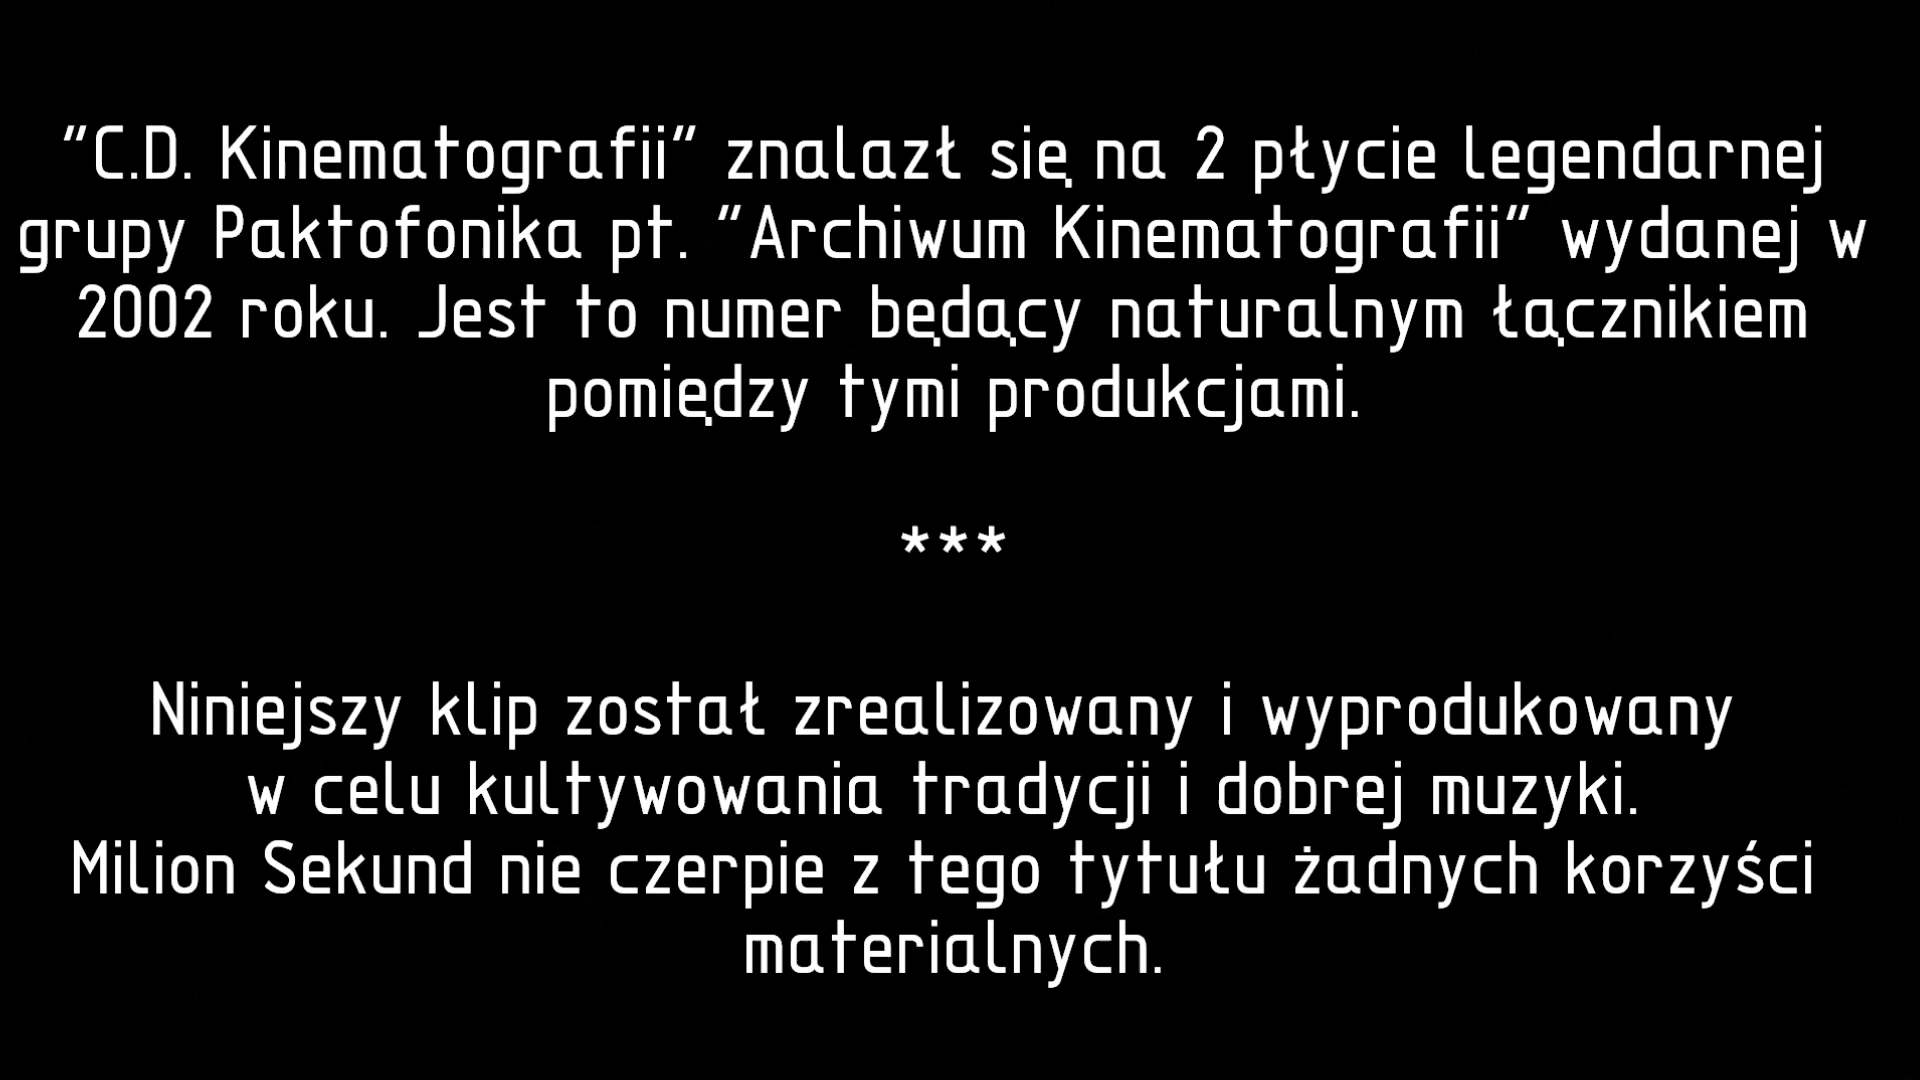 "C.D. Kinematografii" znalazł się na 2 płycie legendarnej
grupy Paktofonika pt. "Archiwum Kinematografii" wydanej w
2002 roku. Jest to numer będący naturalnym łącznikiem
pomiędzy tymi produkcjami.
***
Niniejszy klip został zrealizowany i wyprodukowany
w celu kultywowania tradycji i dobrej muzyki.
Milion Sekund nie czerpie z tego tytułu żadnych korzyści
materialnych.